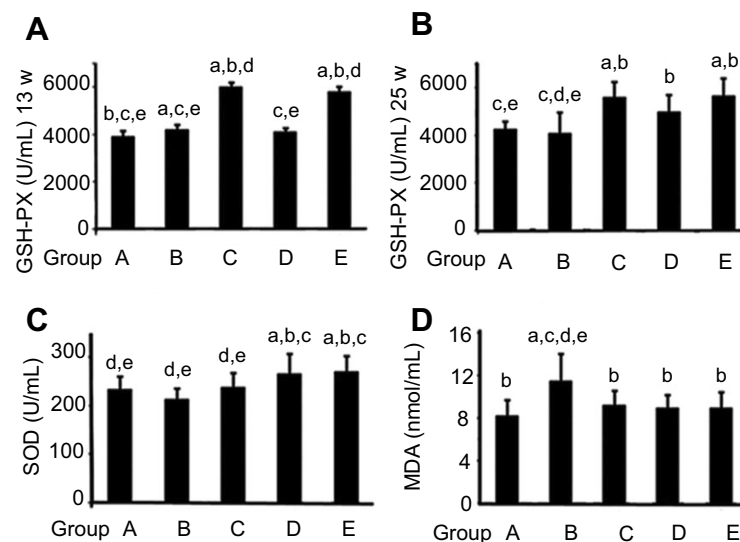 A
GSH-PX (U/mL) 13 w
6000
4000
2000
0
b,c,e
a,c,e
a,b,d
c,e
a,b,d
Group A B C D E
B
GSH-PX (U/mL) 25 w
6000
4000
2000
0
c,e
c,d,e
a,b
b
a,b
Group A B C D E
C
SOD (U/mL)
300
200
100
0
d,e
d,e
d,e
a,b,c
a,b,c
Group A B C D E
D
MDA (nmol/mL)
16
12
8
4
0
b
a,c,d,e
b
b
b
Group A B C D E